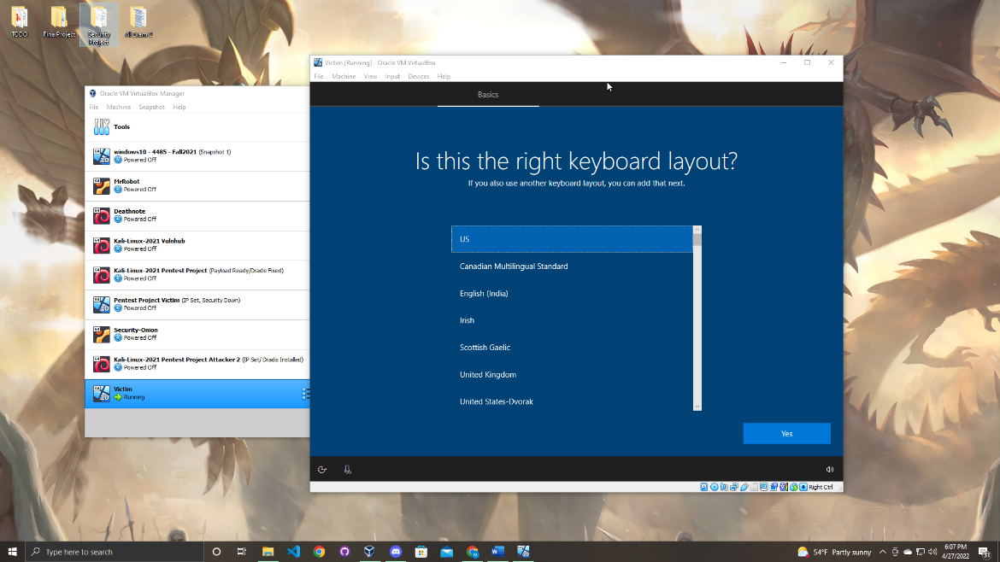 TODO
Final Project
Security
Project
AI Exam 2
Oracle VM VirtualBox Manager
File Machine Snapshot Help
Tools
windows10 - 4485 - Fall2021 (Snapshot 1)
Powered Off
MrRobot
Powered Off
Deathnote
Powered Off
Kali-Linux-2021 Vulnhub
Powered Off
Kali-Linux-2021 Pentest Project (Payload Ready/Dradis Fixed)
Powered Off
Pentest Project Victim (IP Set, Security Down)
Powered Off
Security-Onion
Powered Off
Kali-Linux-2021 Pentest Project Attacker 2 (IP Set/ Dradis Installed)
Powered Off
Victim
Running
Victim [Running] - Oracle VM VirtualBox
File Machine View Input Devices Help
Basics
Is this the right keyboard layout?
If you also use another keyboard layout, you can add that next.
US
Canadian Multilingual Standard
English (India)
Irish
Scottish Gaelic
United Kingdom
United States-Dvorak
Yes
Right Ctrl
Type here to search
54°F Partly sunny
6:07 PM
4/27/2022